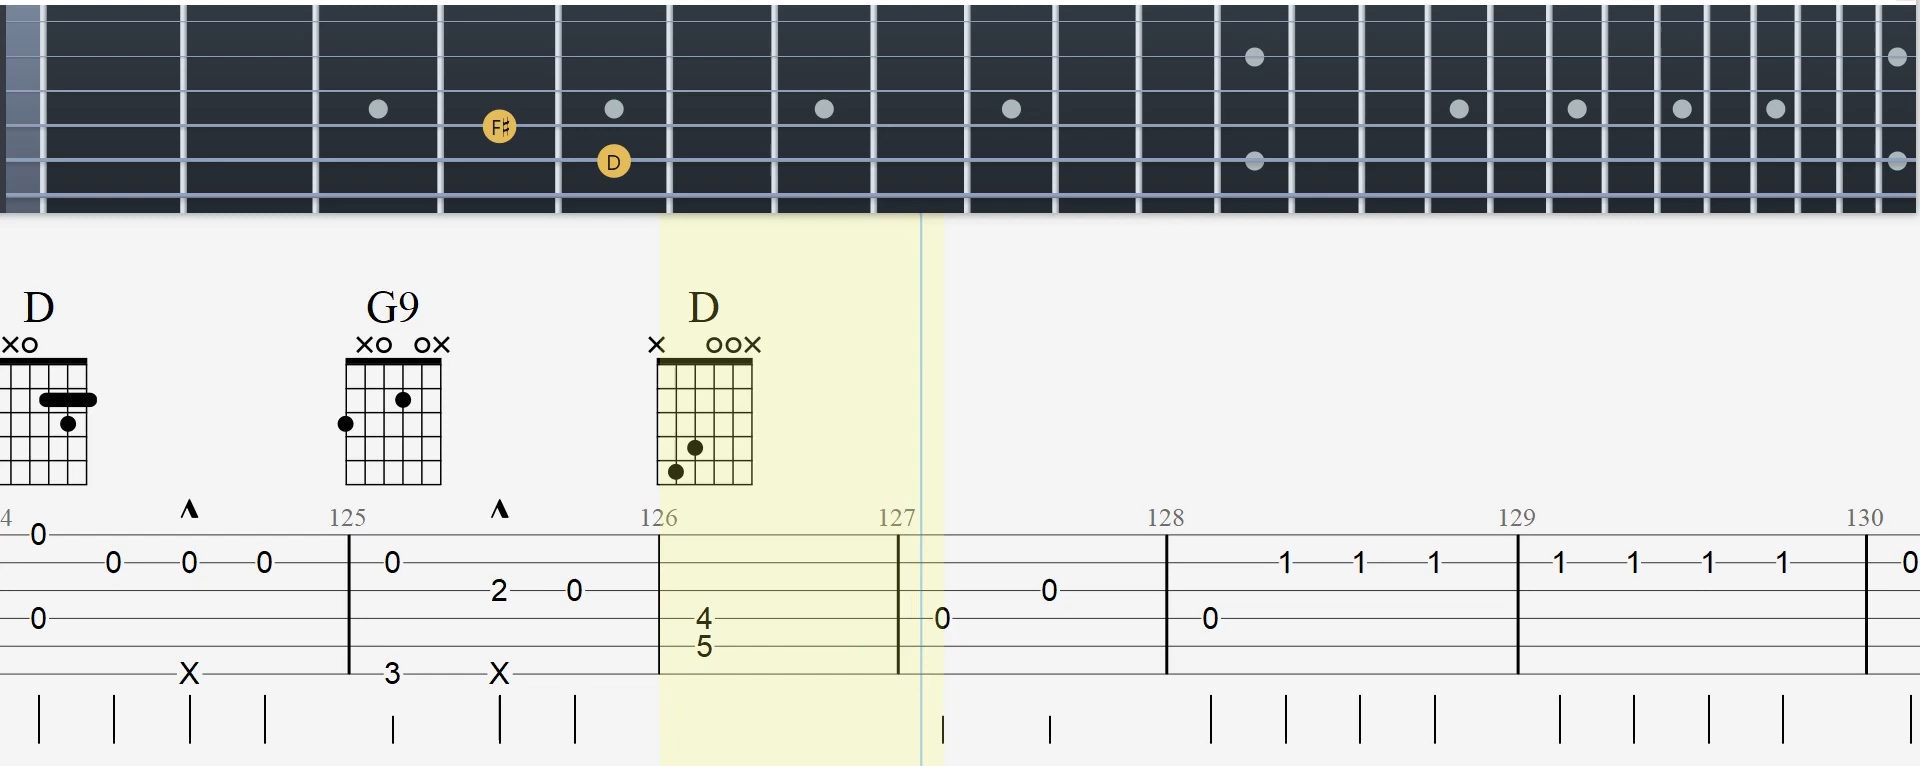 F♯
D
D G9 D
4 125 126 127 128 129 130
0
0 0 0 0 1 1 1 1 1 1 1 0
2 0 0
0 4 0 0
5
X 3 X